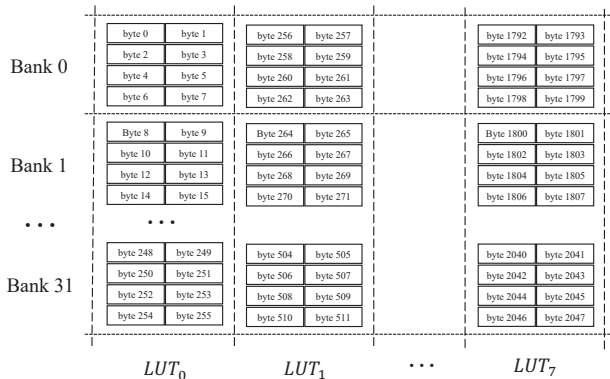 byte 0 byte 1 byte 256 byte 257 byte 1792 byte 1793
byte 2 byte 3 byte 258 byte 259 byte 1794 byte 1795
Bank 0
byte 4 byte 5 byte 260 byte 261 byte 1796 byte 1797
byte 6 byte 7 byte 262 byte 263 byte 1798 byte 1799
Byte 8 byte 9 Byte 264 byte 265 Byte 1800 byte 1801
byte 10 byte 11 byte 266 byte 267 byte 1802 byte 1803
Bank 1
byte 12 byte 13 byte 268 byte 269 byte 1804 byte 1805
byte 14 byte 15 byte 270 byte 271 byte 1806 byte 1807
... ...
byte 248 byte 249 byte 504 byte 505 byte 2040 byte 2041
byte 250 byte 251 byte 506 byte 507 byte 2042 byte 2043
Bank 31
byte 252 byte 253 byte 508 byte 509 byte 2044 byte 2045
byte 254 byte 255 byte 510 byte 511 byte 2046 byte 2047
LUT₀ LUT₁ ... LUT₇